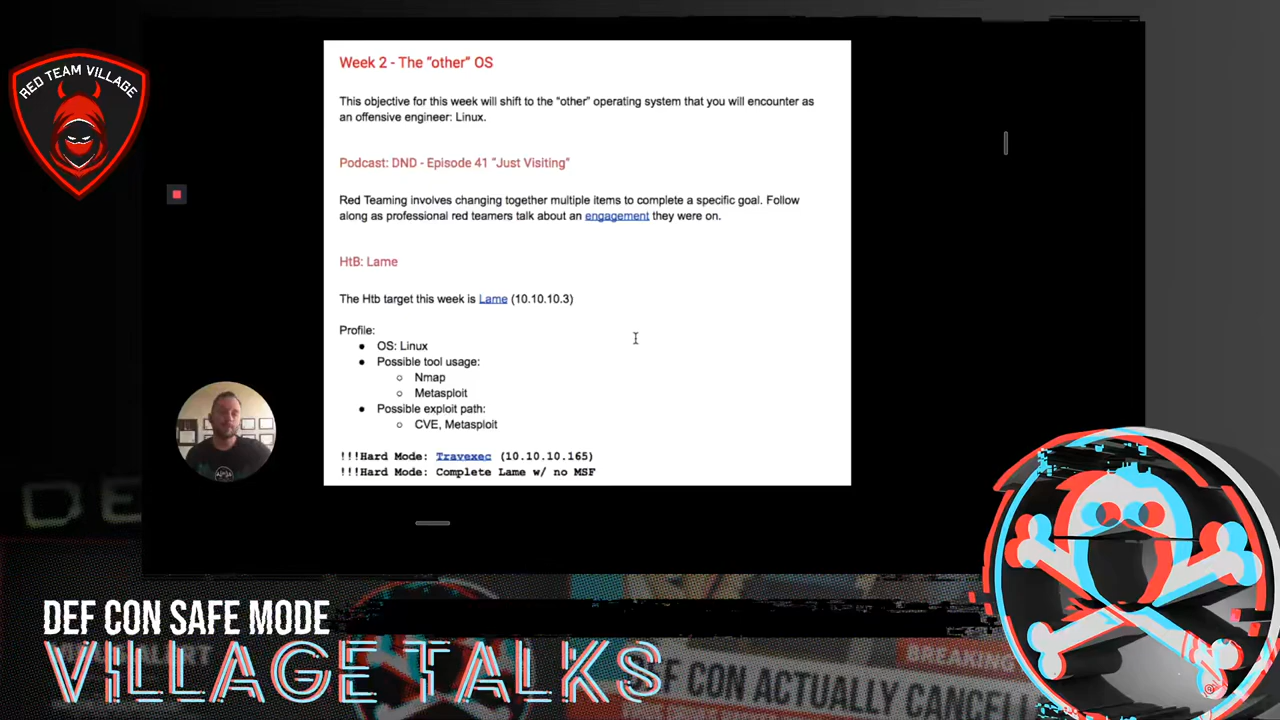 RED TEAM VILLAGE
Week 2 - The “other” OS
This objective for this week will shift to the “other” operating system that you will encounter as
an offensive engineer: Linux.
Podcast: DND - Episode 41 “Just Visiting”
Red Teaming involves changing together multiple items to complete a specific goal. Follow
along as professional red teamers talk about an engagement they were on.
HtB: Lame
The Htb target this week is Lame (10.10.10.3)
Profile:
● OS: Linux
● Possible tool usage:
○ Nmap
○ Metasploit
● Possible exploit path:
○ CVE, Metasploit
!!!Hard Mode: Travexec (10.10.10.165)
!!!Hard Mode: Complete Lame w/ no MSF
DE
DEF CON SAFE MODE
VILLAGE TALKS
BREAKING
DEF CON ACTUALLY CANCELL